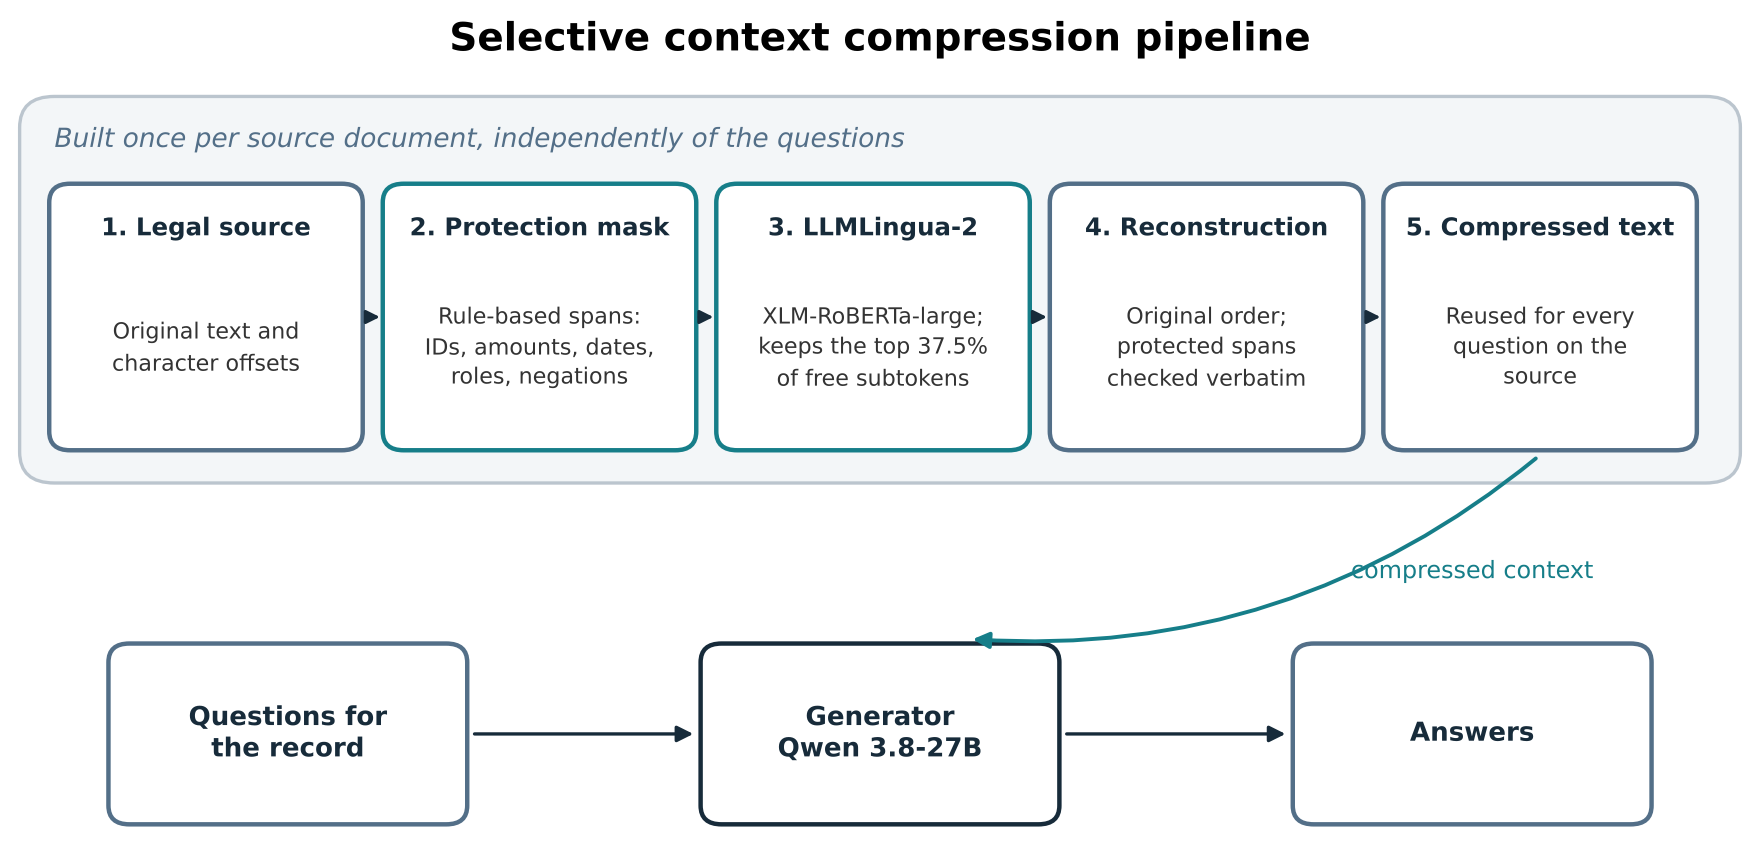 Selective context compression pipeline
Built once per source document, independently of the questions
1. Legal source
Original text and
character offsets
2. Protection mask
Rule-based spans:
IDs, amounts, dates,
roles, negations
3. LLMLingua-2
XLM-RoBERTa-large;
keeps the top 37.5%
of free subtokens
4. Reconstruction
Original order;
protected spans
checked verbatim
5. Compressed text
Reused for every
question on the
source
compressed context
Questions for
the record
Generator
Qwen 3.8-27B
Answers